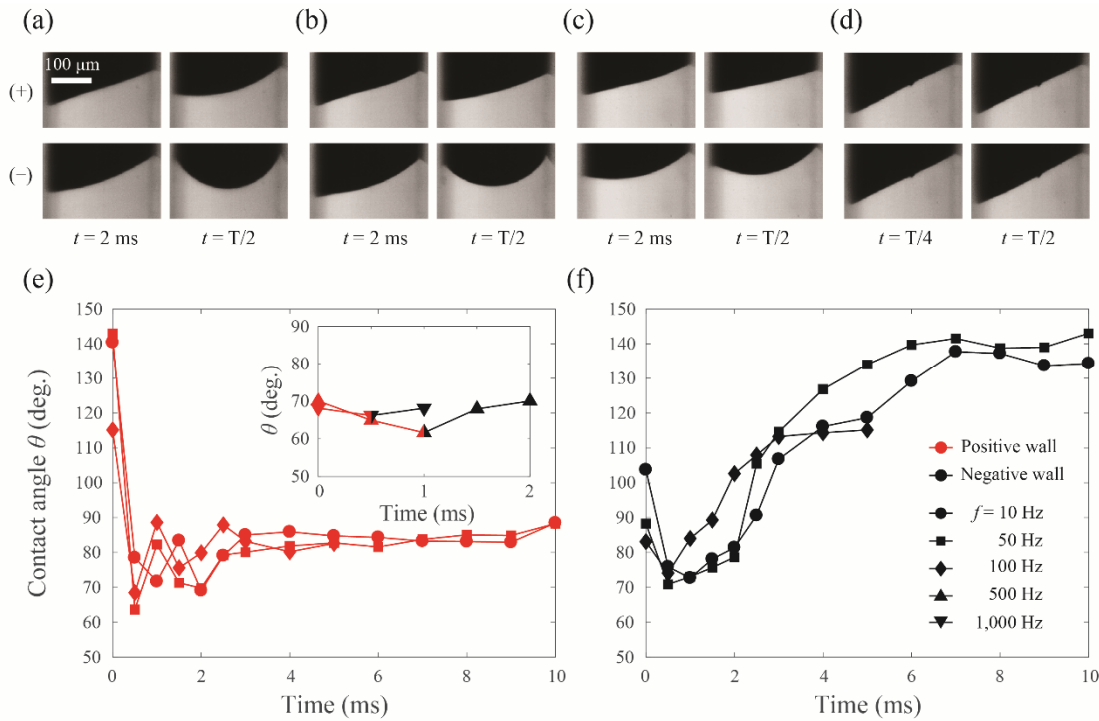 (a) (b) (c) (d)
100 μm
(+)
(−)
t = 2 ms t = T/2 t = 2 ms t = T/2 t = 2 ms t = T/2 t = T/4 t = T/2
(e) (f)
Contact angle θ (deg.)
150
140
130
120
110
100
90
80
70
60
50
0 2 4 6 8 10
Time (ms)
θ (deg.)
90
80
70
60
50
0 1 2
Time (ms)
150
140
130
120
110
100
90
80
70
60
50
0 2 4 6 8 10
Time (ms)
Positive wall
Negative wall
f = 10 Hz
50 Hz
100 Hz
500 Hz
1,000 Hz